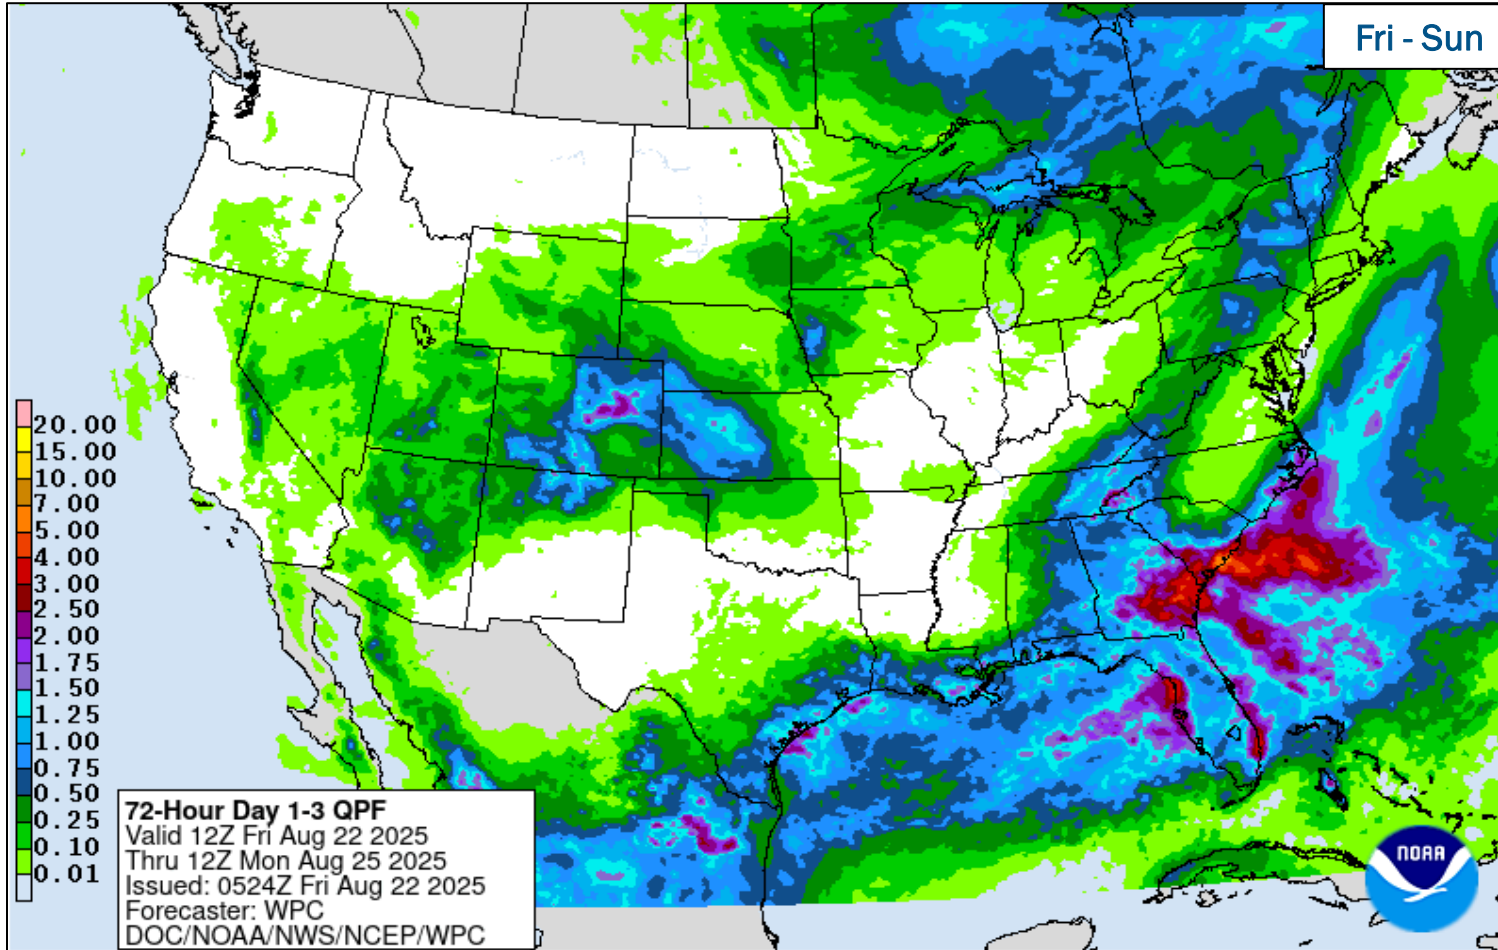 Fri - Sun
20.00
15.00
10.00
7.00
5.00
4.00
3.00
2.50
2.00
1.75
1.50
1.25
1.00
0.75
0.50
0.25
0.10
0.01
72-Hour Day 1-3 QPF
Valid 12Z Fri Aug 22 2025
Thru 12Z Mon Aug 25 2025
Issued: 0524Z Fri Aug 22 2025
Forecaster: WPC
DOC/NOAA/NWS/NCEP/WPC
NOAA